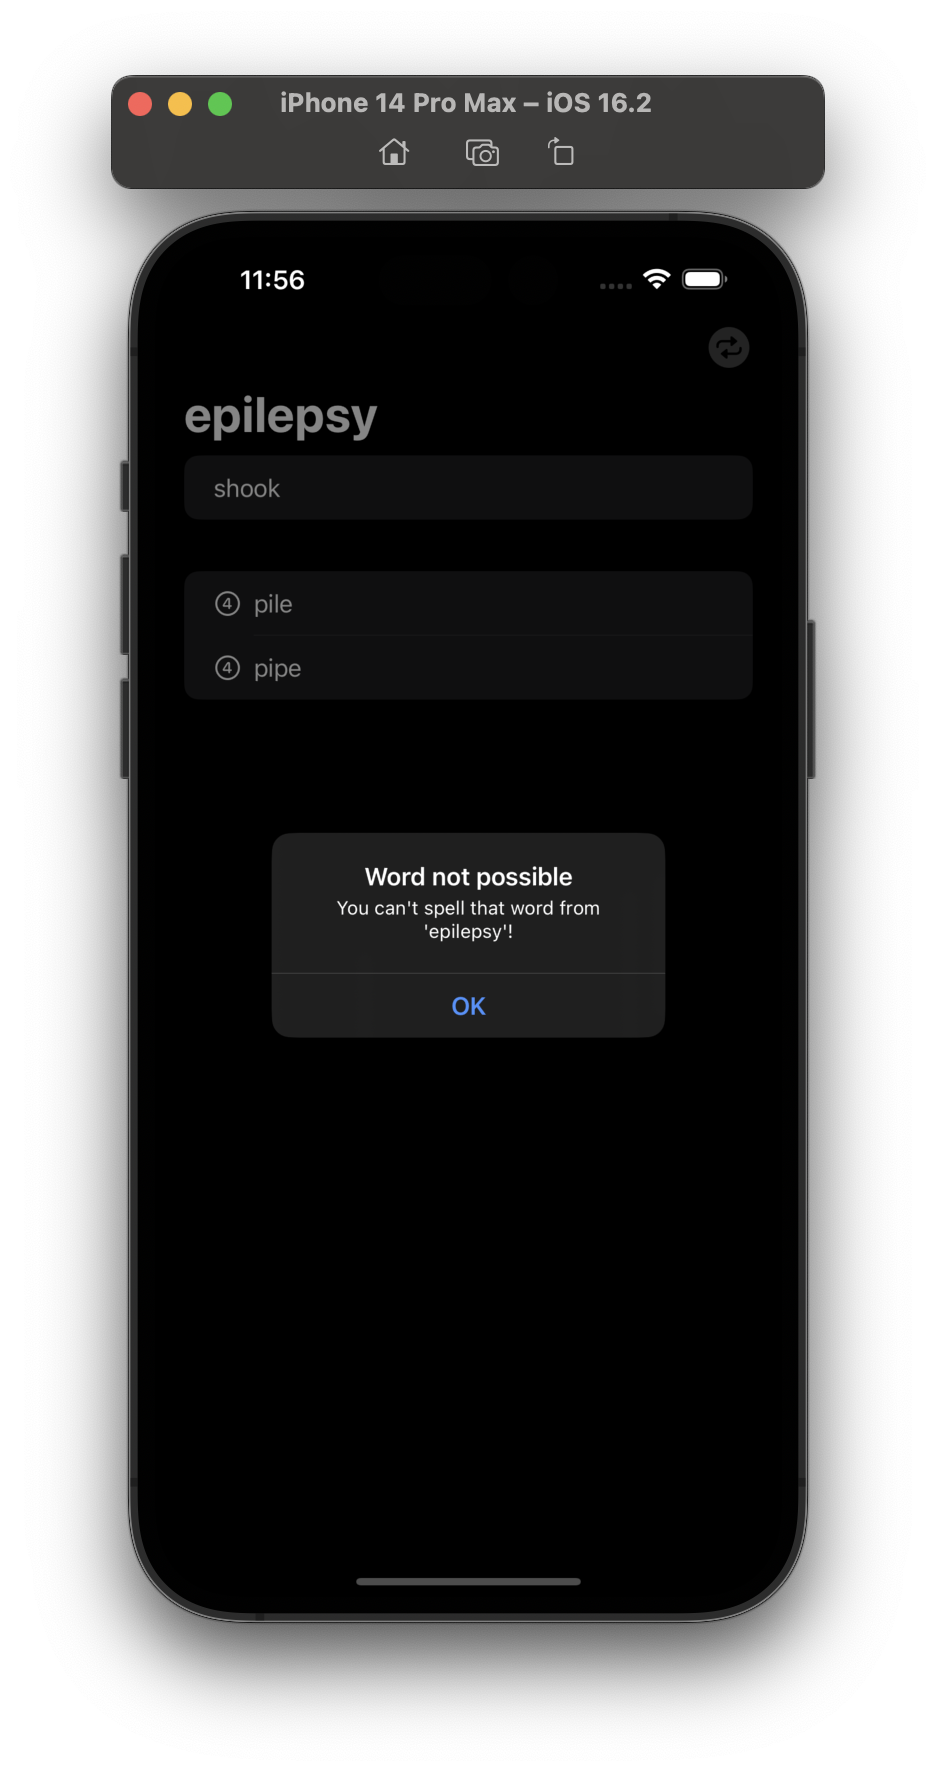 iPhone 14 Pro Max – iOS 16.2
11:56
epilepsy
shook
4 pile
4 pipe
Word not possible
You can't spell that word from
'epilepsy'!
OK